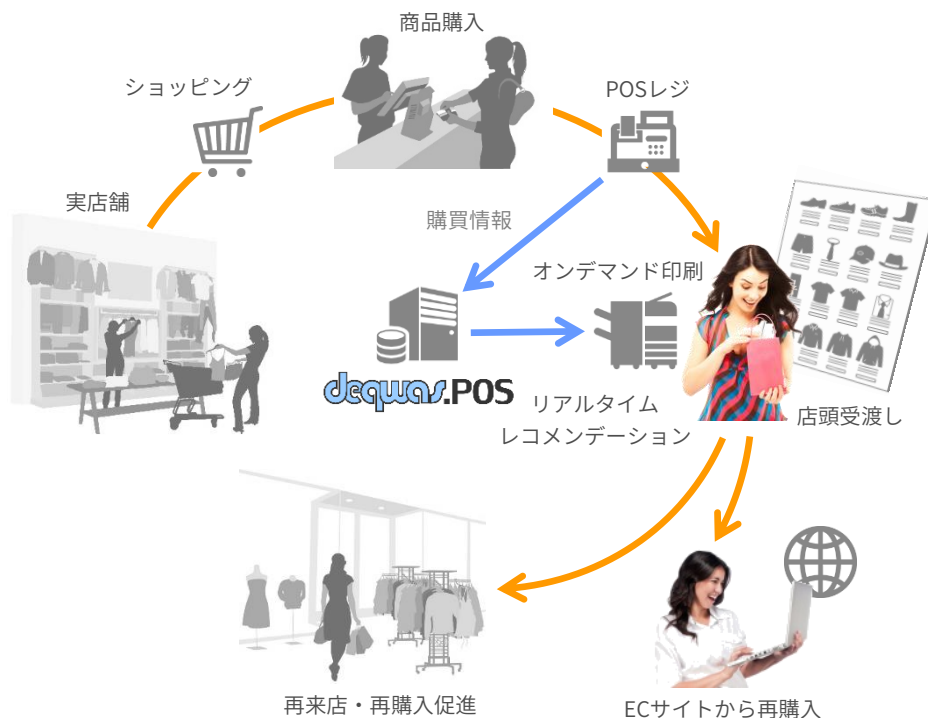 商品購入
ショッピング
POSレジ
実店舗
購買情報
オンデマンド印刷
deqwas.POS
リアルタイム
レコメンデーション
店頭受渡し
再来店・再購入促進
ECサイトから再購入